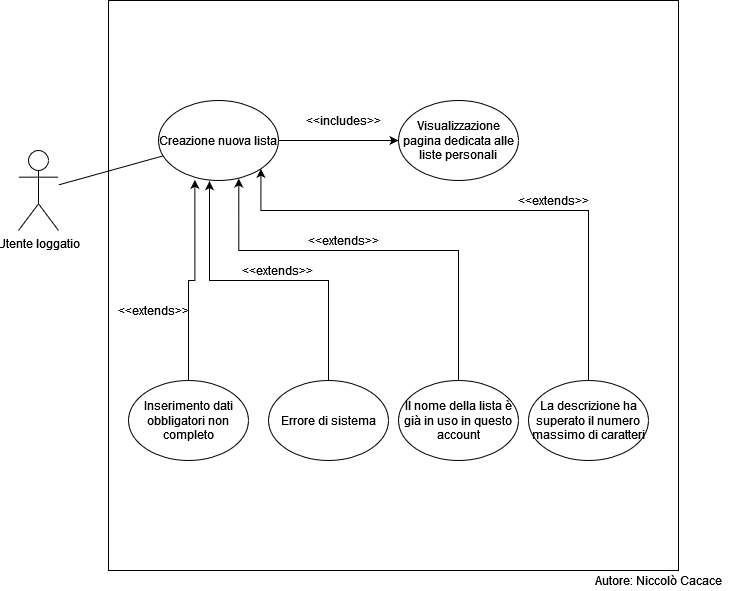 <<includes>>
Creazione nuova lista
Visualizzazione
pagina dedicata alle
liste personali
<<extends>>
Utente loggatio
<<extends>>
<<extends>>
<<extends>>
Inserimento dati
obbligatori non
completo
Errore di sistema
Il nome della lista è
già in uso in questo
account
La descrizione ha
superato il numero
massimo di caratteri
Autore: Niccolò Cacace